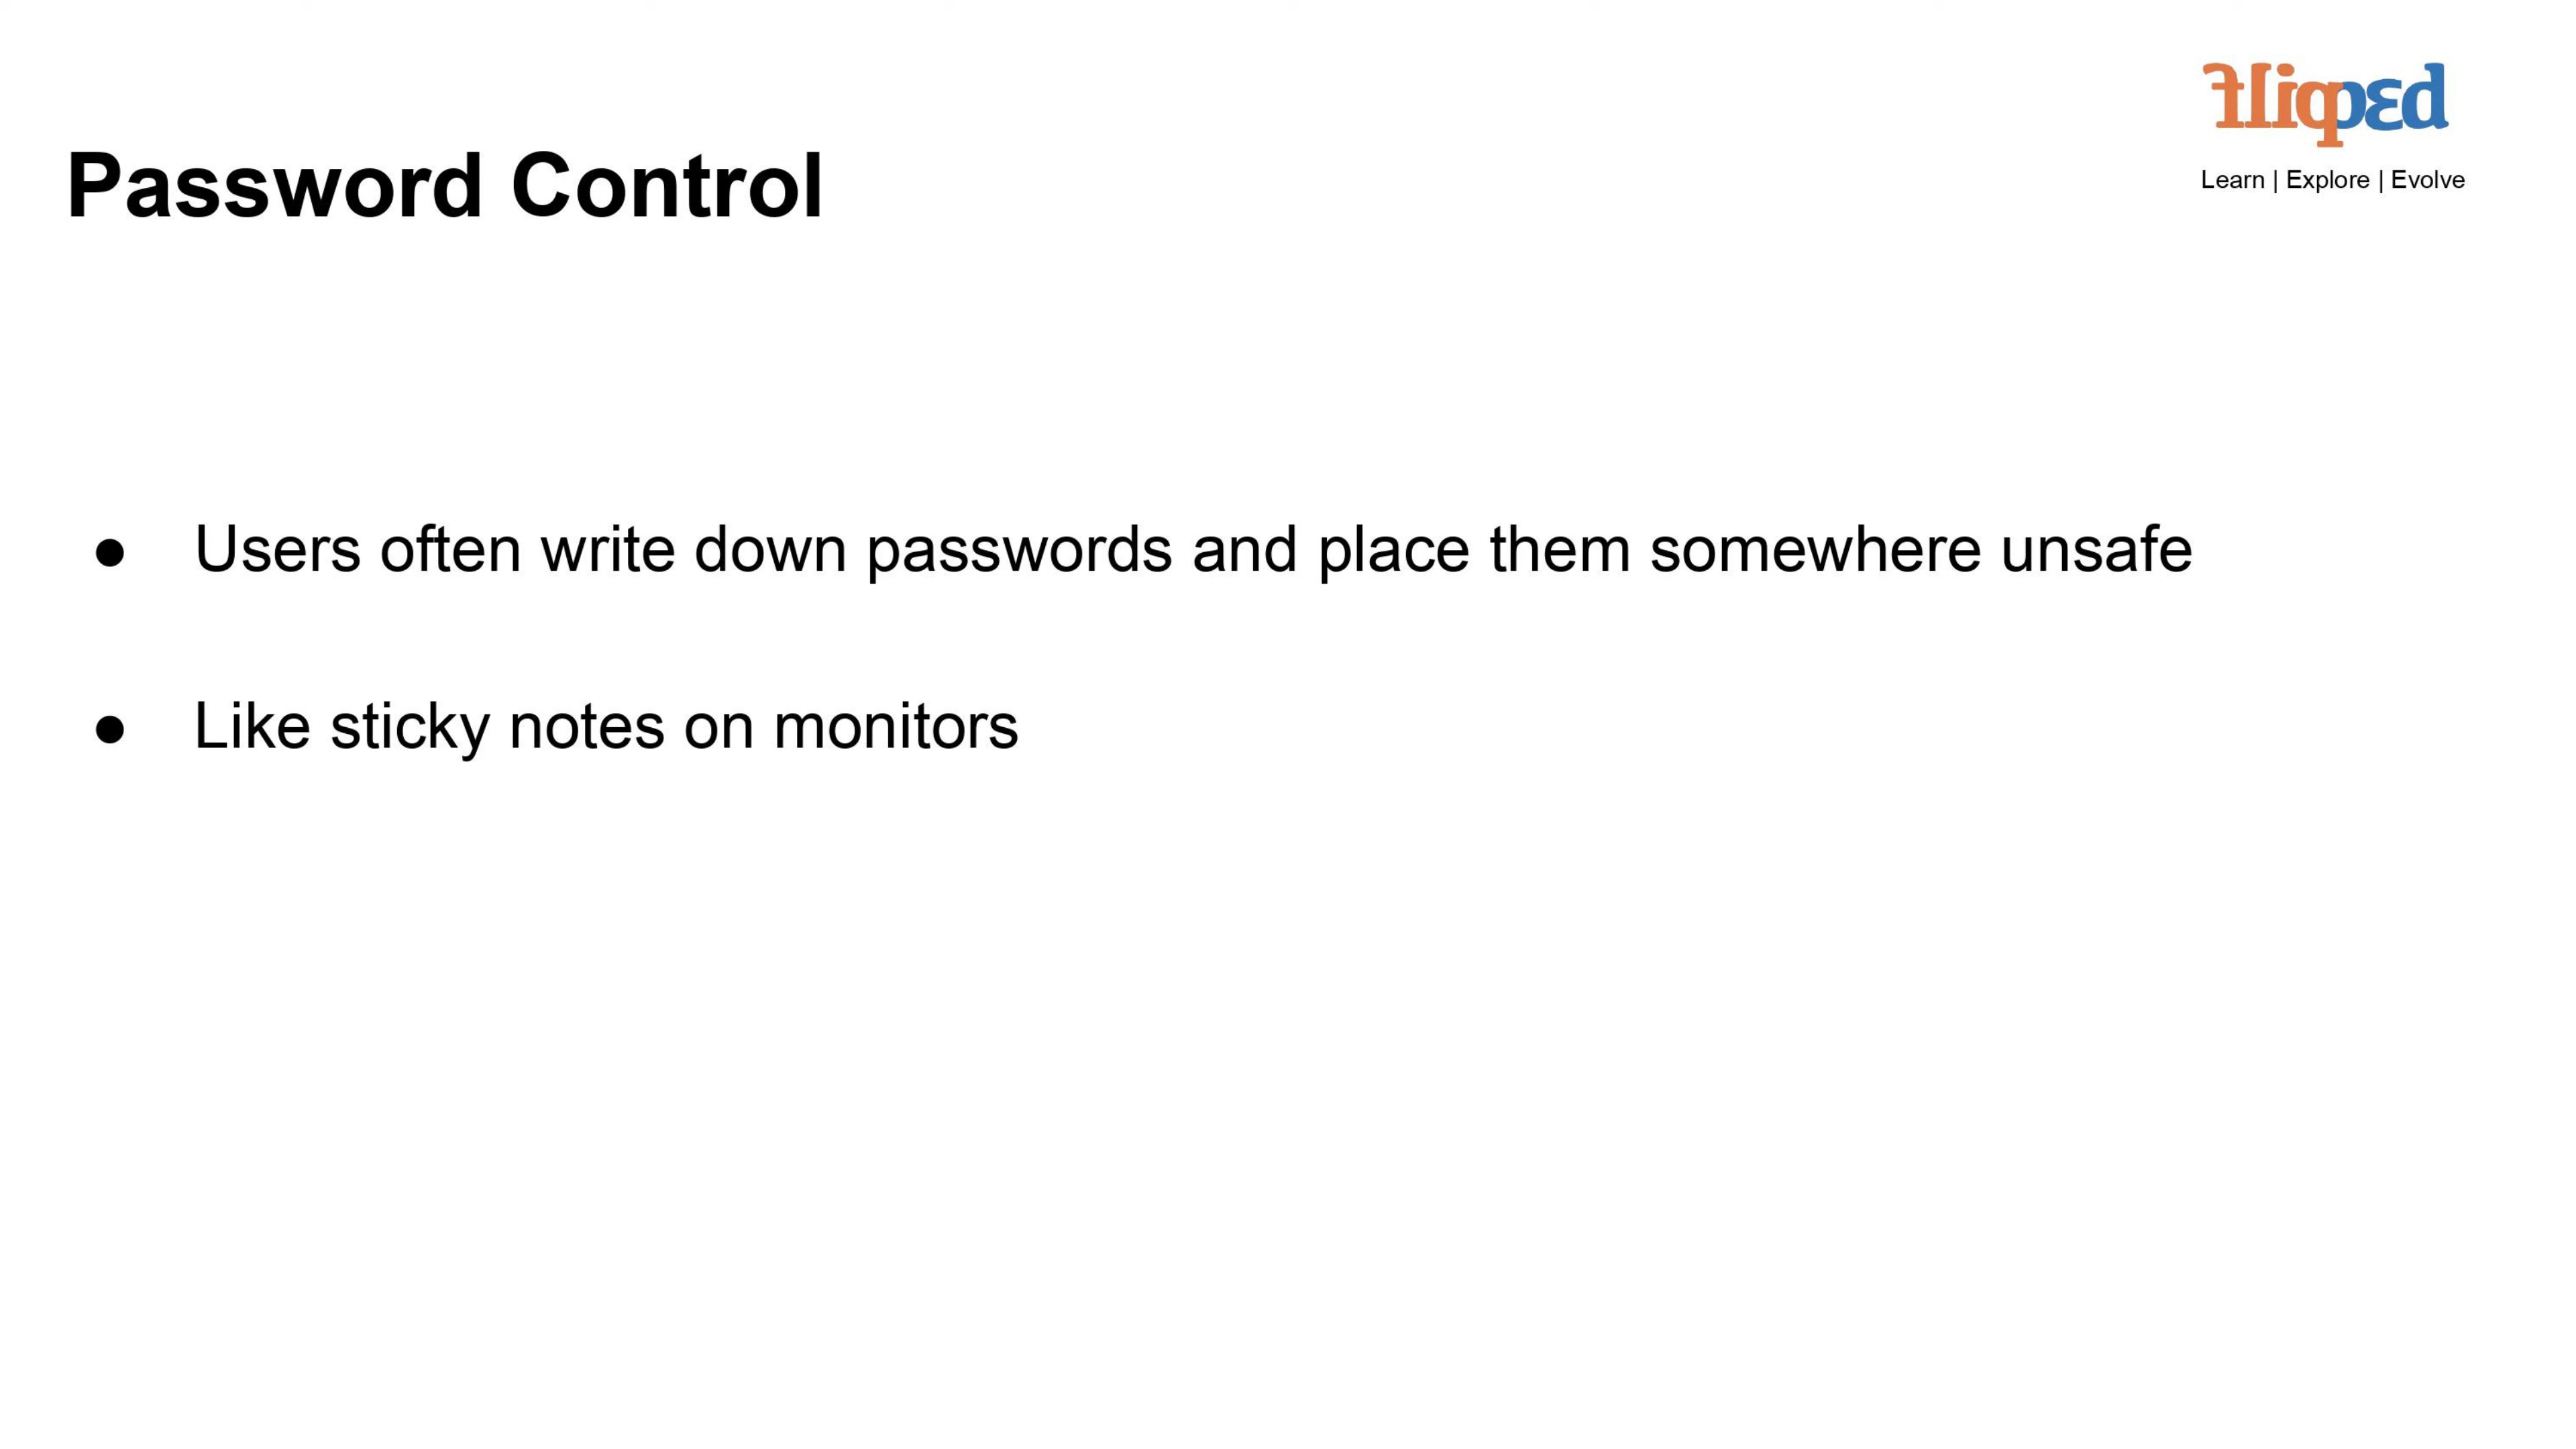 flipped
Learn | Explore | Evolve
Password Control
● Users often write down passwords and place them somewhere unsafe
● Like sticky notes on monitors